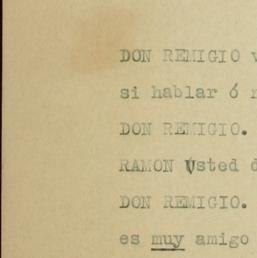 DON REMIGIO v
si hablar ó
DON REMIGIO.
RAMON Usted d
DON REMIGIO.
es muy amigo